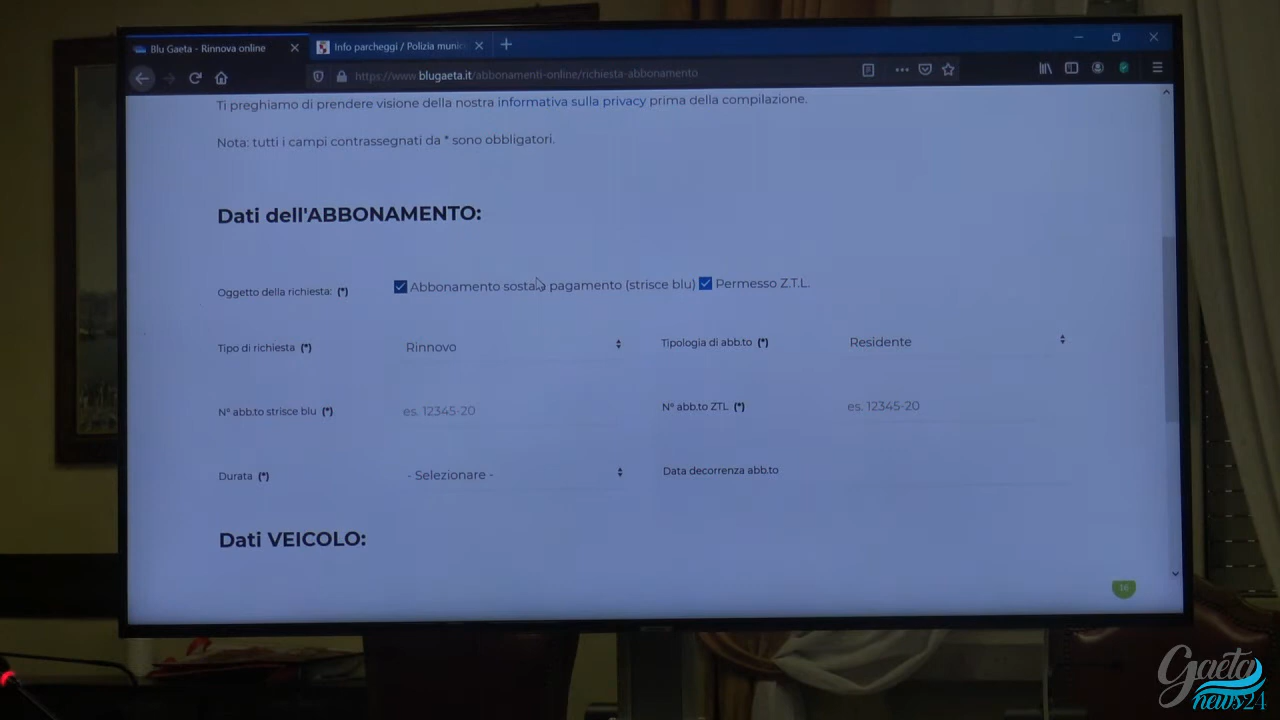 Blu Gaeta - Rinnova online
Info parcheggi / Polizia munic
https://www.blugaeta.it/abbonamenti-online/richiesta-abbonamento
Ti preghiamo di prendere visione della nostra informativa sulla privacy prima della compilazione.
Nota: tutti i campi contrassegnati da * sono obbligatori.
Dati dell'ABBONAMENTO:
Oggetto della richiesta: (*) Abbonamento sosta a pagamento (strisce blu) Permesso Z.T.L.
Tipo di richiesta (*) Rinnovo Tipologia di abb.to (*) Residente
N° abb.to strisce blu (*) es. 12345-20 N° abb.to ZTL (*) es. 12345-20
Durata (*) - Selezionare - Data decorrenza abb.to
Dati VEICOLO:
16
Gaeta
news24